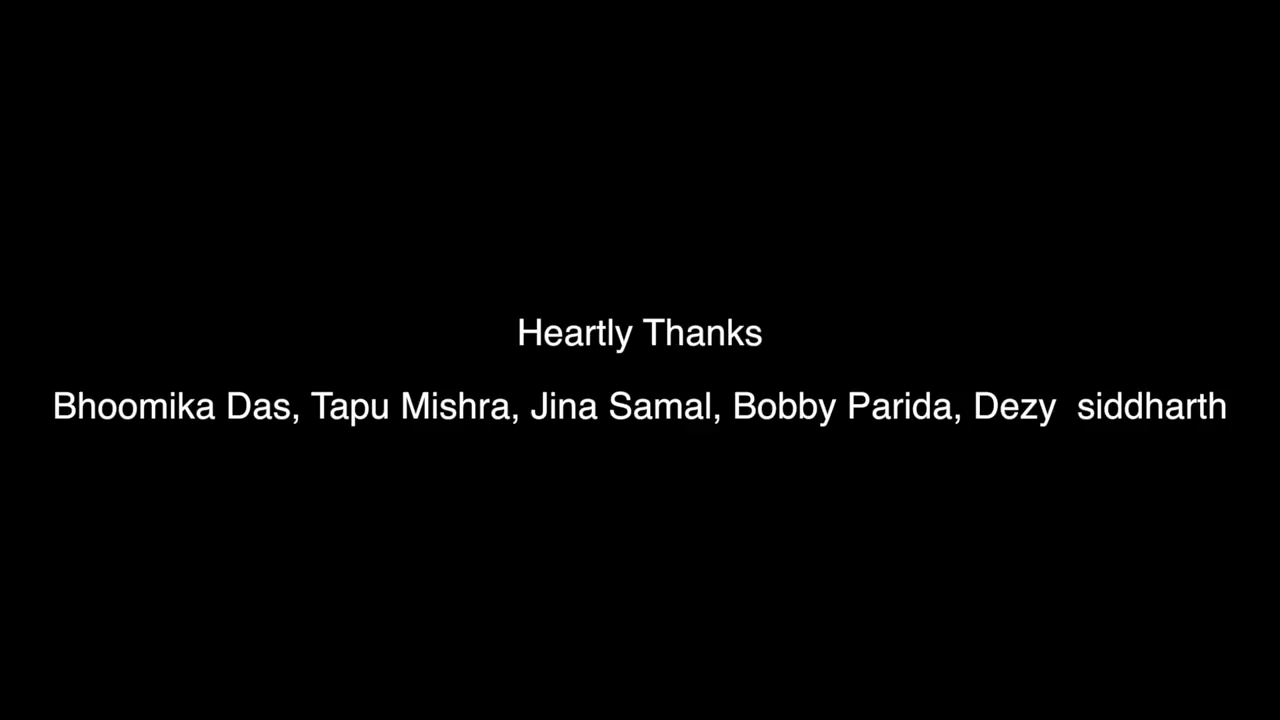 Heartly Thanks
Bhoomika Das, Tapu Mishra, Jina Samal, Bobby Parida, Dezy  siddharth